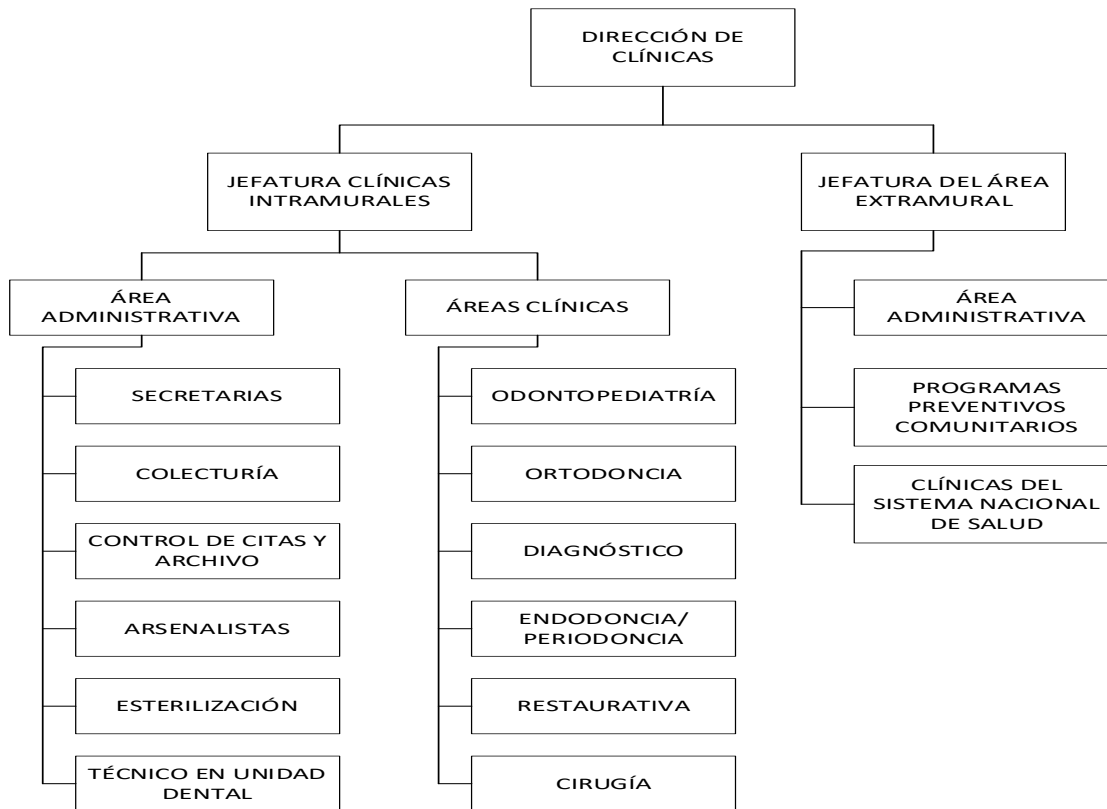 DIRECCIÓN DE
CLÍNICAS
JEFATURA CLÍNICAS
INTRAMURALES
JEFATURA DEL ÁREA
EXTRAMURAL
ÁREA
ADMINISTRATIVA
ÁREAS CLÍNICAS
ÁREA
ADMINISTRATIVA
SECRETARIAS
ODONTOPEDIATRÍA
PROGRAMAS
PREVENTIVOS
COMUNITARIOS
COLECTURÍA
ORTODONCIA
CLÍNICAS DEL
SISTEMA NACIONAL
DE SALUD
CONTROL DE CITAS Y
ARCHIVO
DIAGNÓSTICO
ARSENALISTAS
ENDODONCIA/
PERIODONCIA
ESTERILIZACIÓN
RESTAURATIVA
TÉCNICO EN UNIDAD
DENTAL
CIRUGÍA